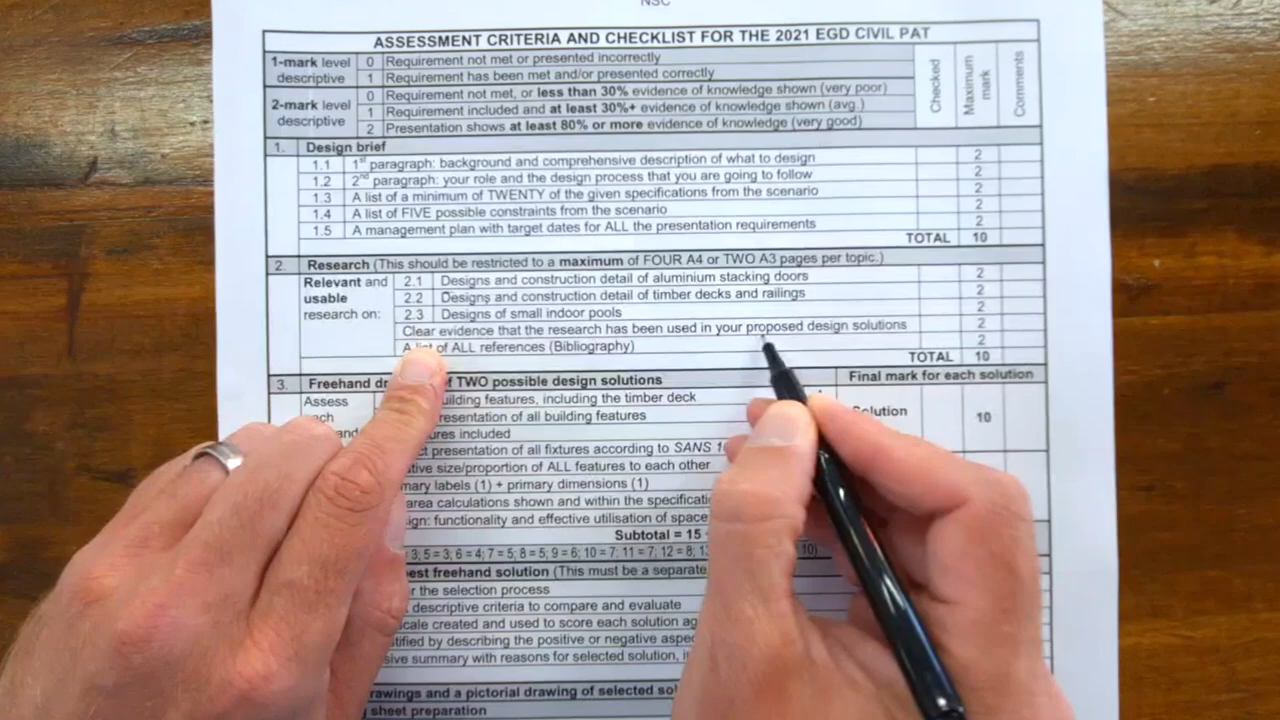 NSC
ASSESSMENT CRITERIA AND CHECKLIST FOR THE 2021 EGD CIVIL PAT
1-mark level descriptive 0 Requirement not met or presented incorrectly
1 Requirement has been met and/or presented correctly
2-mark level descriptive 0 Requirement not met, or less than 30% evidence of knowledge shown (very poor)
1 Requirement included and at least 30%+ evidence of knowledge shown (avg.)
2 Presentation shows at least 80% or more evidence of knowledge (very good)
Checked Maximum mark Comments
1. Design brief
1.1 1st paragraph: background and comprehensive description of what to design 2
1.2 2nd paragraph: your role and the design process that you are going to follow 2
1.3 A list of a minimum of TWENTY of the given specifications from the scenario 2
1.4 A list of FIVE possible constraints from the scenario 2
1.5 A management plan with target dates for ALL the presentation requirements 2
TOTAL 10
2. Research (This should be restricted to a maximum of FOUR A4 or TWO A3 pages per topic.)
Relevant and usable research on: 2.1 Designs and construction detail of aluminium stacking doors 2
2.2 Designs and construction detail of timber decks and railings 2
2.3 Designs of small indoor pools 2
Clear evidence that the research has been used in your proposed design solutions 2
A list of ALL references (Bibliography) 2
TOTAL 10
3. Freehand of TWO possible design solutions Final mark for each solution
Assess building features, including the timber deck
presentation of all building features Solution 10
included
presentation of all fixtures according to SANS
size/proportion of ALL features to each other
labels (1) + primary dimensions (1)
area calculations shown and within the
functionality and effective utilisation of space
Subtotal = 15
3; 5 = 3; 6 = 4; 7 = 5; 8 = 5; 9 = 6; 10 = 7; 11 = 7; 12 = 8; 10)
freehand solution (This must be a separate
the selection process
descriptive criteria to compare and evaluate
created and used to score each solution
by describing the positive or negative
summary with reasons for selected solution,
drawings and a pictorial drawing of selected
sheet preparation